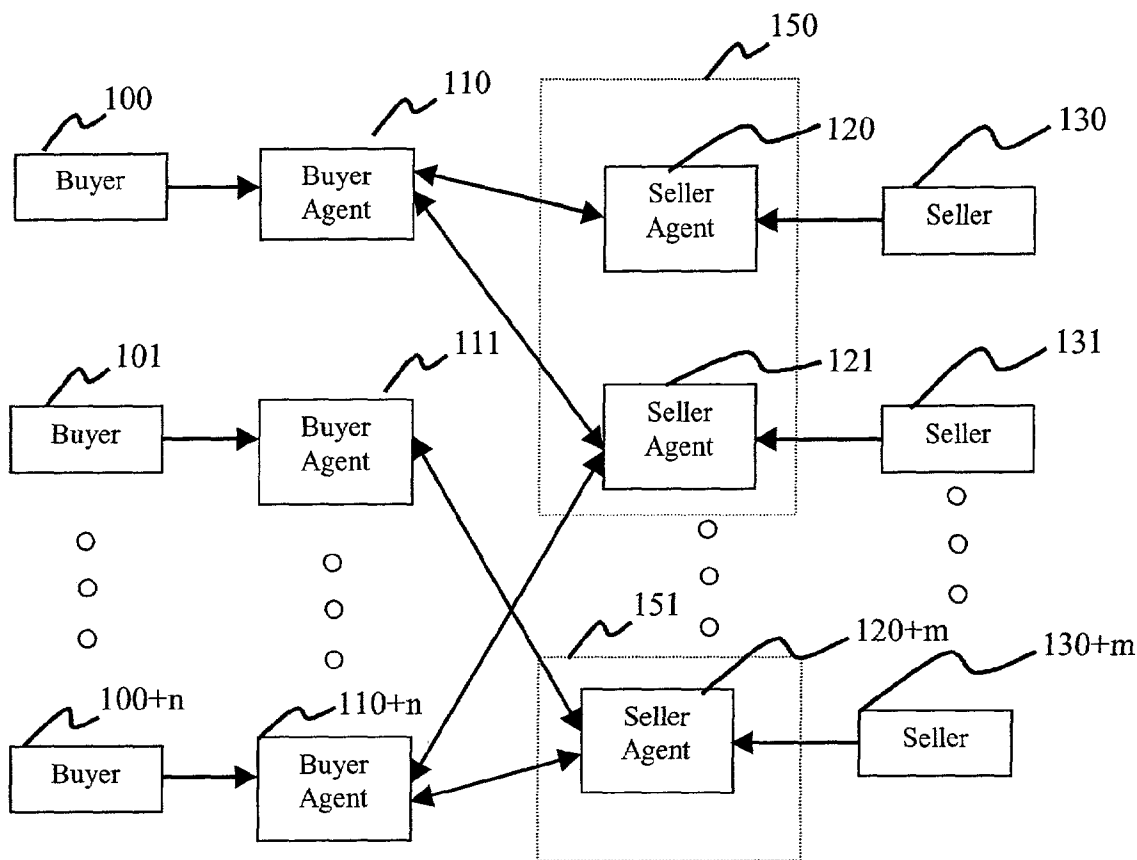 150
100
110
120
130
Buyer
Buyer
Agent
Seller
Agent
Seller
101
111
121
131
Buyer
Buyer
Agent
Seller
Agent
Seller
151
120+m
130+m
100+n
110+n
Buyer
Buyer
Agent
Seller
Agent
Seller